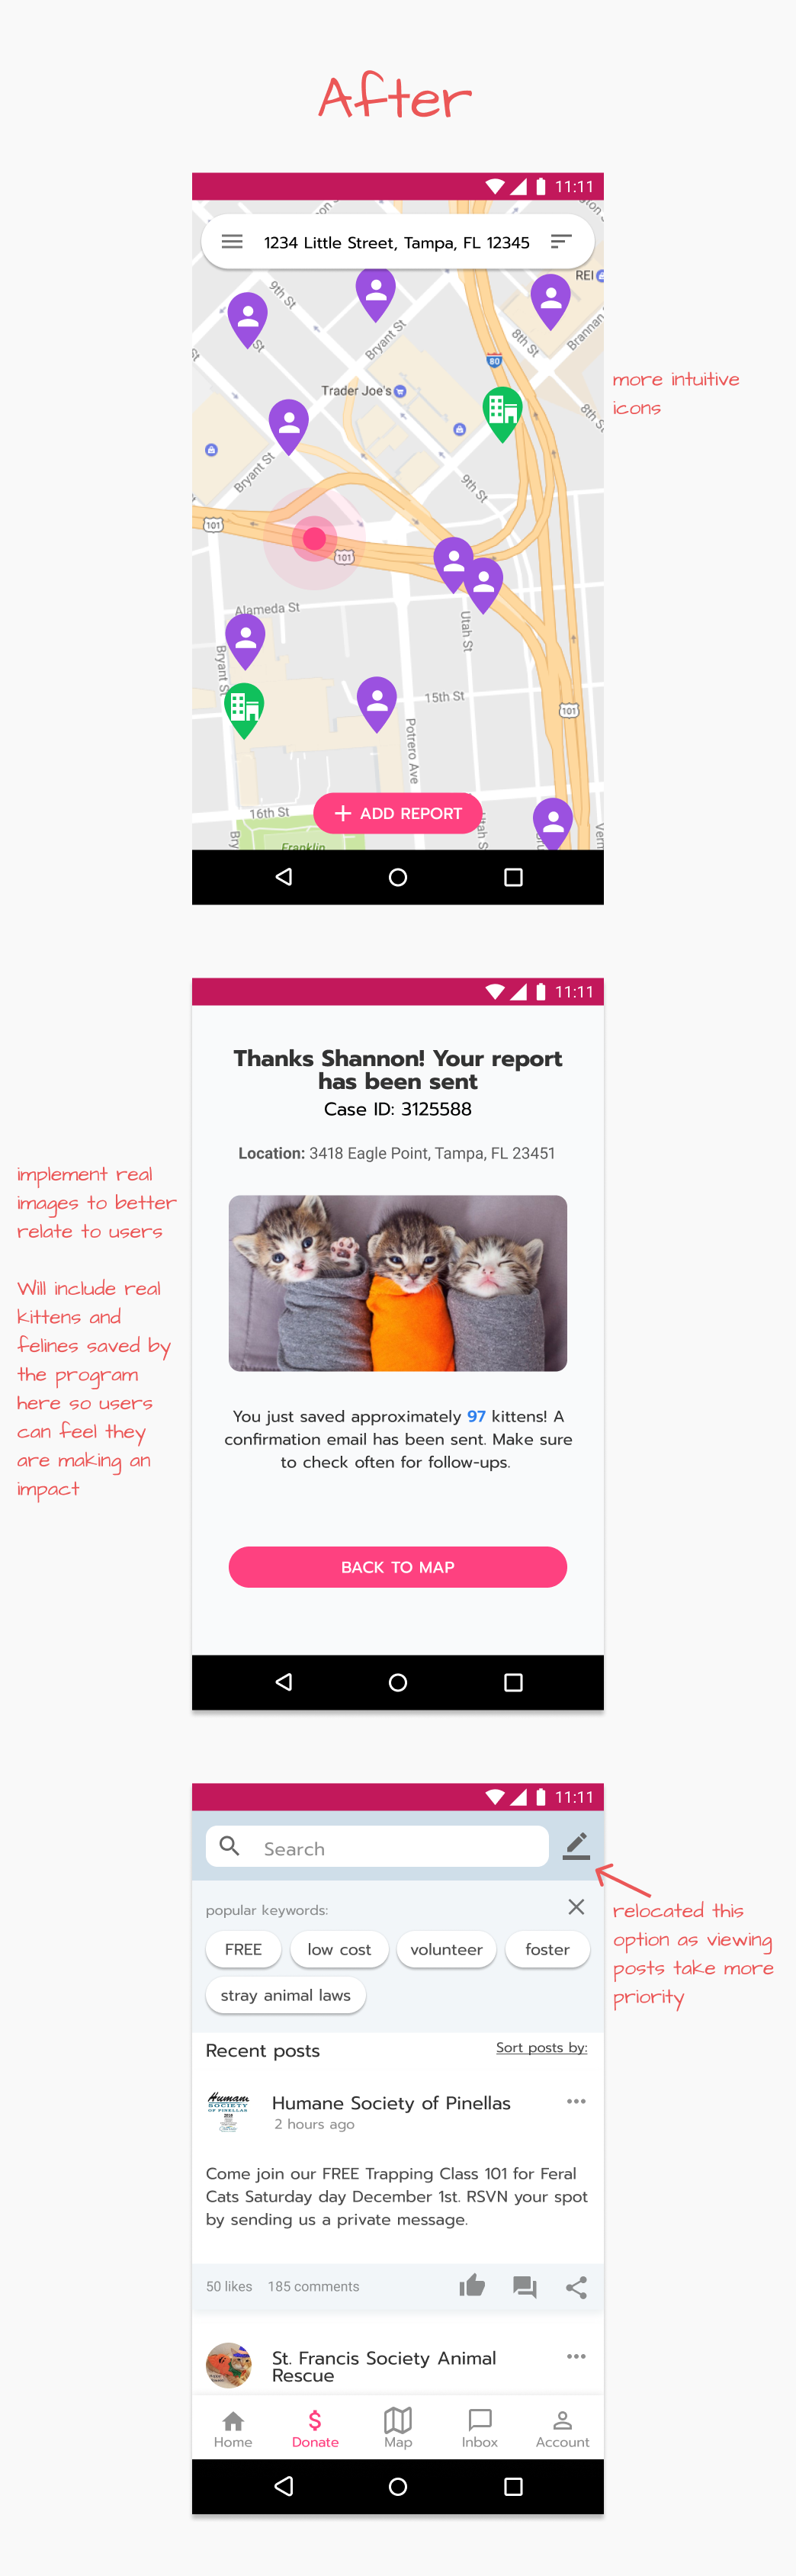 After
11:11
1234 Little Street, Tampa, FL 12345
REI
9th St
Bryant St
8th St
Brannan
80
more intuitive
icons
Trader Joe's
8th S
Bryant St
9th St
101
101
Alameda St
Utah St
Bryant S
15th St
101
Potrero Ave
+ ADD REPORT
16th St
Franklin
11:11
Thanks Shannon! Your report
has been sent
Case ID: 3125588
Location: 3418 Eagle Point, Tampa, FL 23451
implement real
images to better
relate to users
Will include real
kittens and
felines saved by
the program
here so users
can feel they
are making an
impact
You just saved approximately 97 kittens! A
confirmation email has been sent. Make sure
to check often for follow-ups.
BACK TO MAP
11:11
Search
relocated this
option as viewing
posts take more
priority
popular keywords:
FREE low cost volunteer foster
stray animal laws
Recent posts Sort posts by:
Humane Society of Pinellas
2 hours ago
Come join our FREE Trapping Class 101 for Feral
Cats Saturday day December 1st. RSVN your spot
by sending us a private message.
50 likes 185 comments
St. Francis Society Animal
Rescue
Home Donate Map Inbox Account